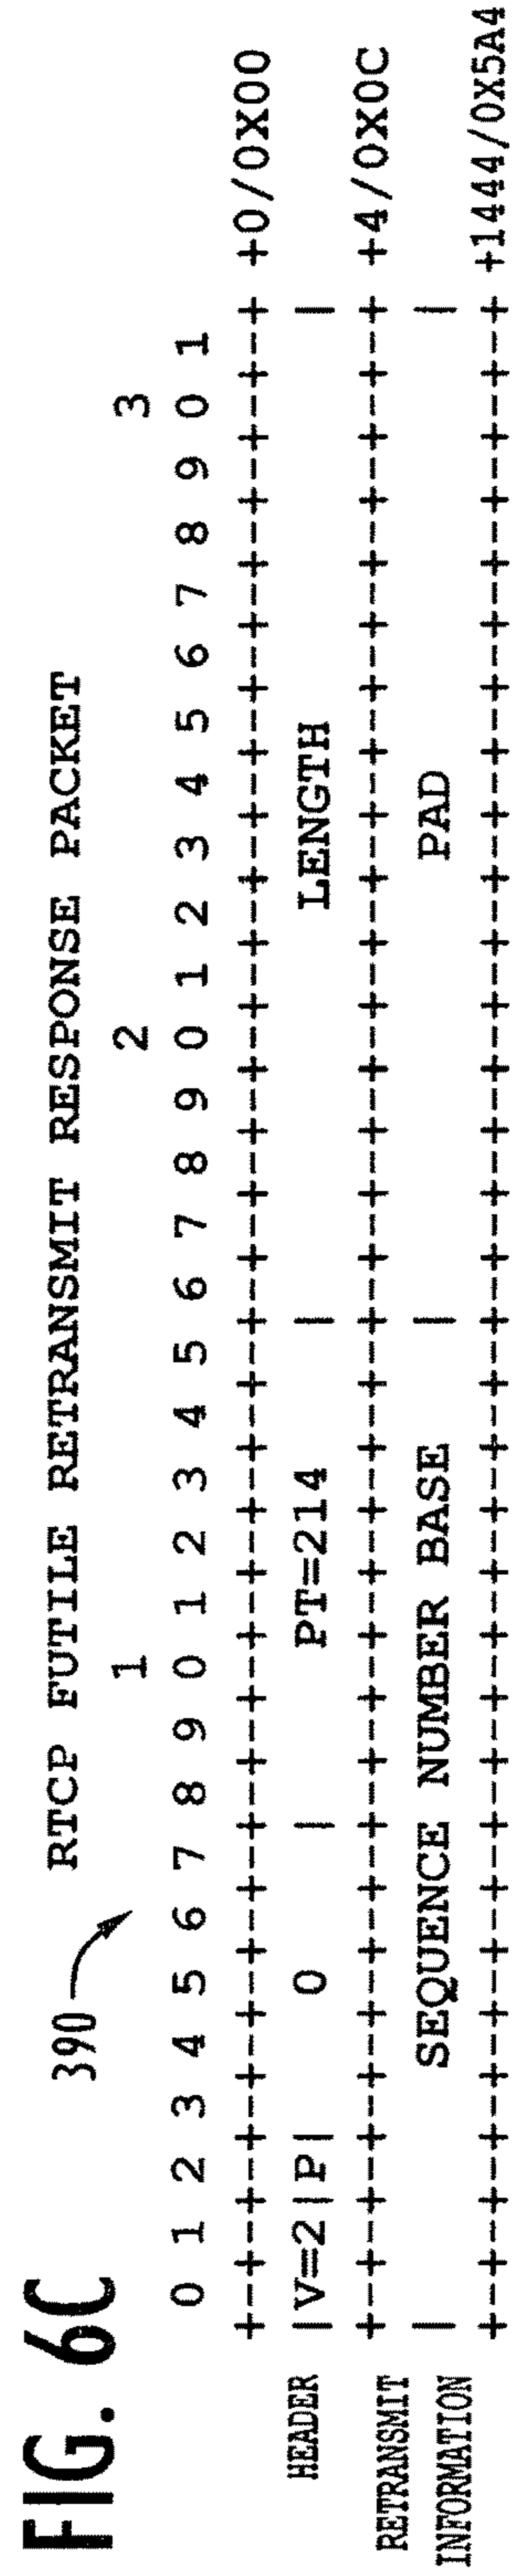 FIG. 6C
RTCP FUTILE RETRANSMIT RESPONSE PACKET
390
1 2 3
0 1 2 3 4 5 6 7 8 9 0 1 2 3 4 5 6 7 8 9 0 1 2 3 4 5 6 7 8 9 0 1
+-+-+-+-+-+-+-+-+-+-+-+-+-+-+-+-+-+-+-+-+-+-+-+-+-+-+-+-+-+-+-+-+ +0/0X00
HEADER |V=2|P| 0 | PT=214 | LENGTH |
+-+-+-+-+-+-+-+-+-+-+-+-+-+-+-+-+-+-+-+-+-+-+-+-+-+-+-+-+-+-+-+-+ +4/0X0C
RETRANSMIT
INFORMATION | SEQUENCE NUMBER BASE | PAD |
+-+-+-+-+-+-+-+-+-+-+-+-+-+-+-+-+-+-+-+-+-+-+-+-+-+-+-+-+-+-+-+-+ +1444/0X5A4